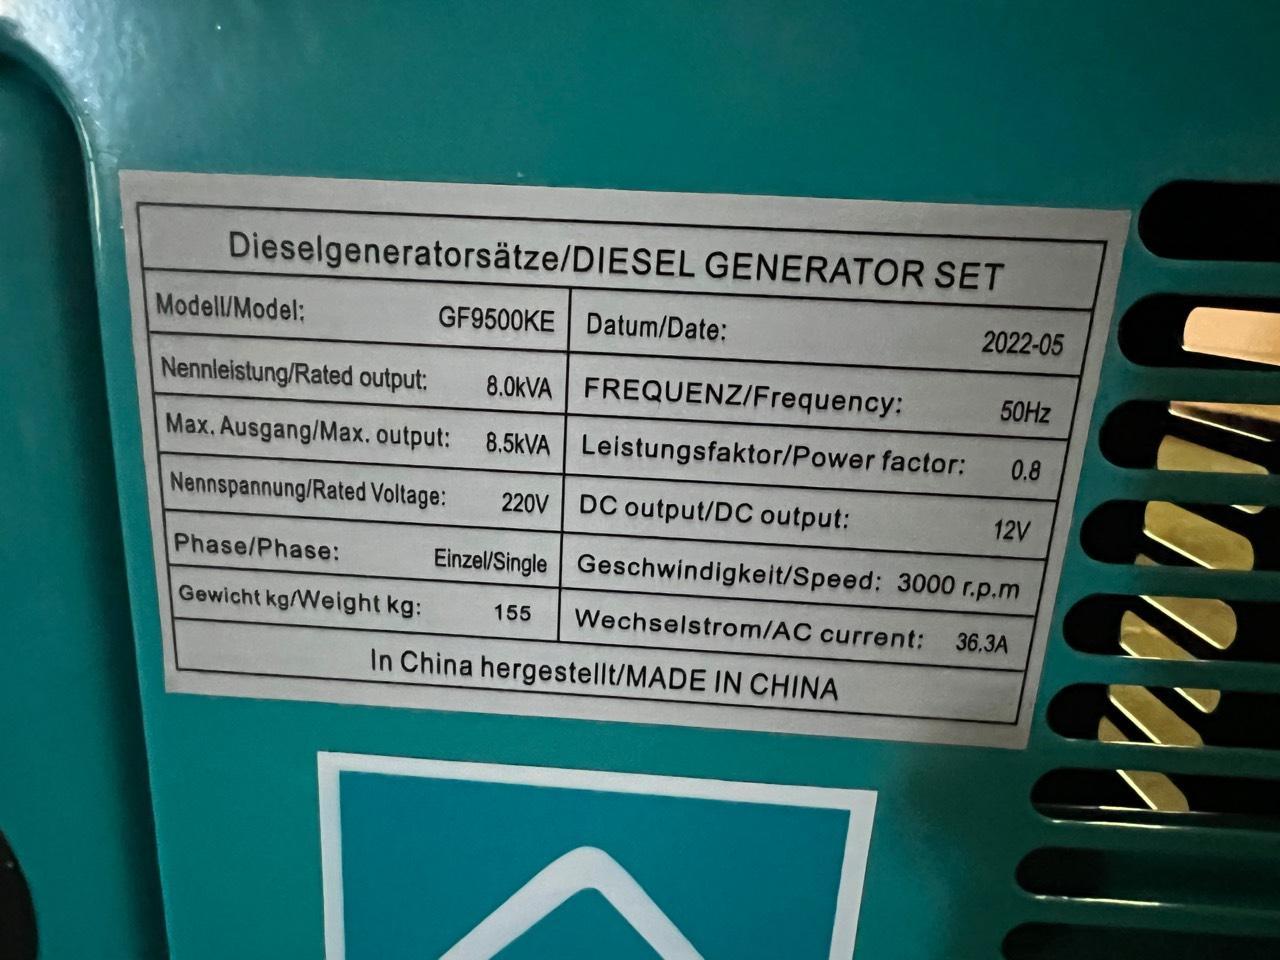 Dieselgeneratorsätze/DIESEL GENERATOR SET
Modell/Model: GF9500KE Datum/Date: 2022-05
Nennleistung/Rated output: 8.0kVA FREQUENZ/Frequency: 50Hz
Max. Ausgang/Max. output: 8.5kVA Leistungsfaktor/Power factor: 0.8
Nennspannung/Rated Voltage: 220V DC output/DC output: 12V
Phase/Phase: Einzel/Single Geschwindigkeit/Speed: 3000 r.p.m
Gewicht kg/Weight kg: 155 Wechselstrom/AC current: 36.3A
In China hergestellt/MADE IN CHINA